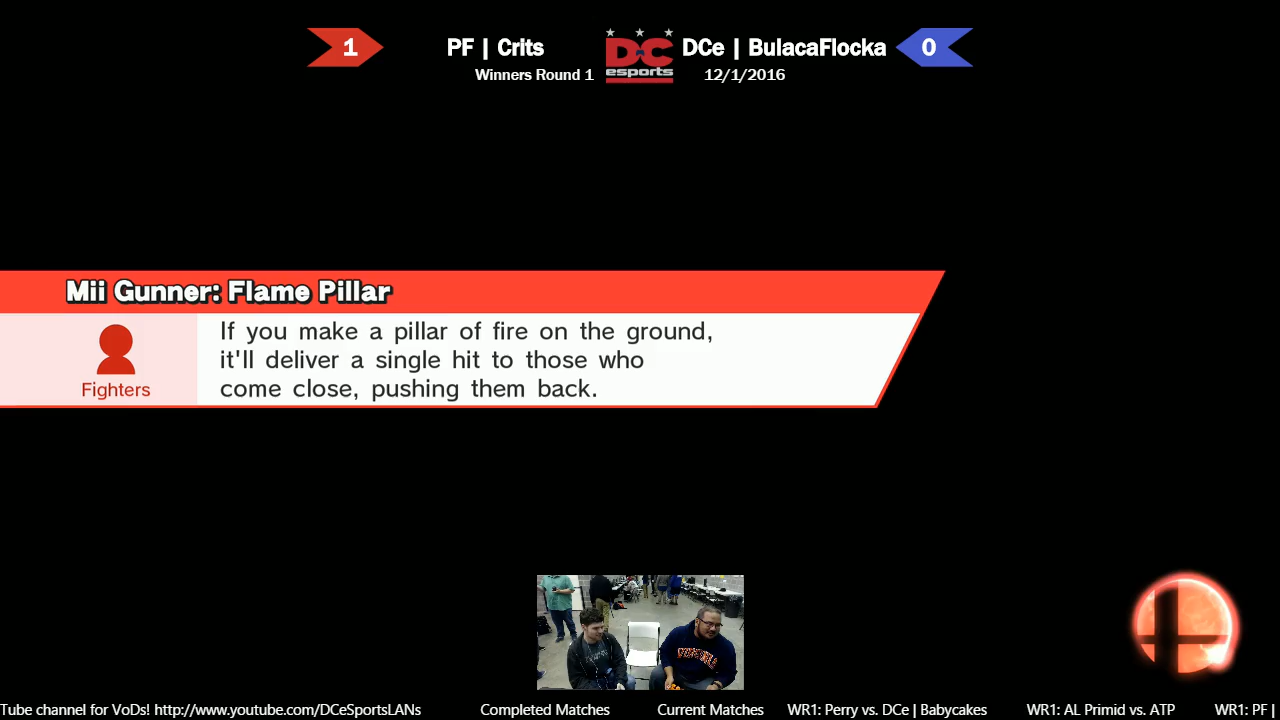 1 PF | Crits DC esports DCe | BulacaFlocka 0
Winners Round 1 12/1/2016
Mii Gunner: Flame Pillar
If you make a pillar of fire on the ground,
it'll deliver a single hit to those who
come close, pushing them back.
Fighters
Tube channel for VoDs! http://www.youtube.com/DCeSportsLANs Completed Matches Current Matches WR1: Perry vs. DCe | Babycakes WR1: AL Primid vs. ATP WR1: PF |